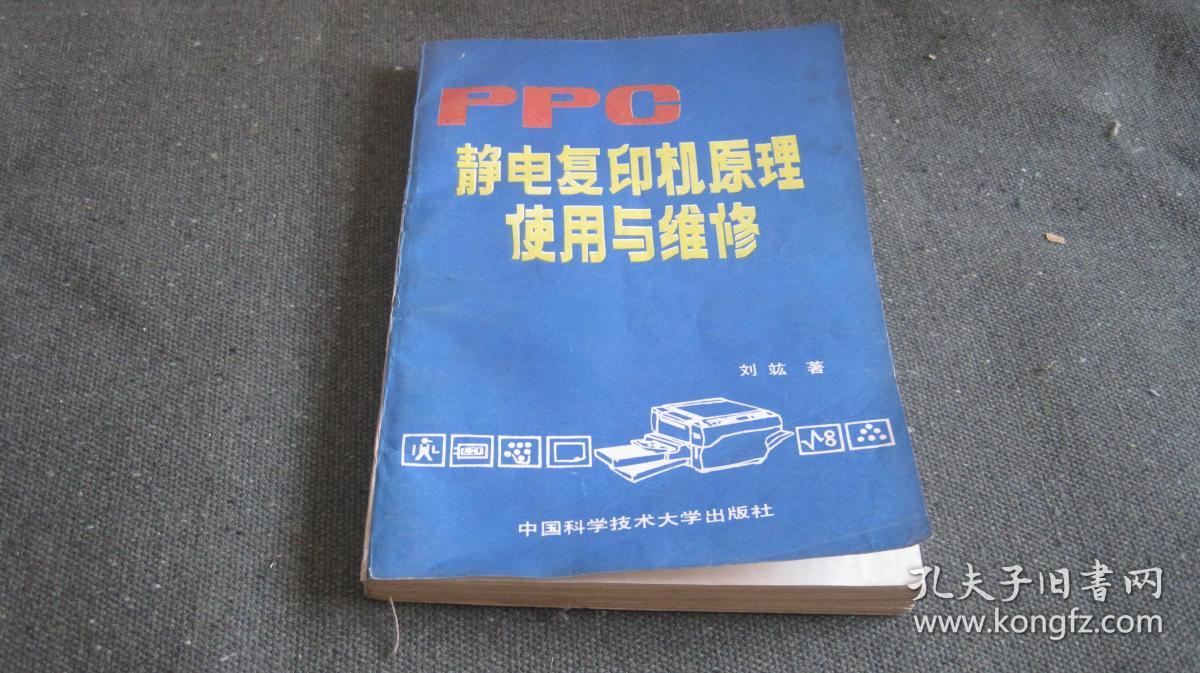 PPC
静电复印机原理
使用与维修
刘竑 著
中国科学技术大学出版社
孔夫子旧书网
www.kongfz.com